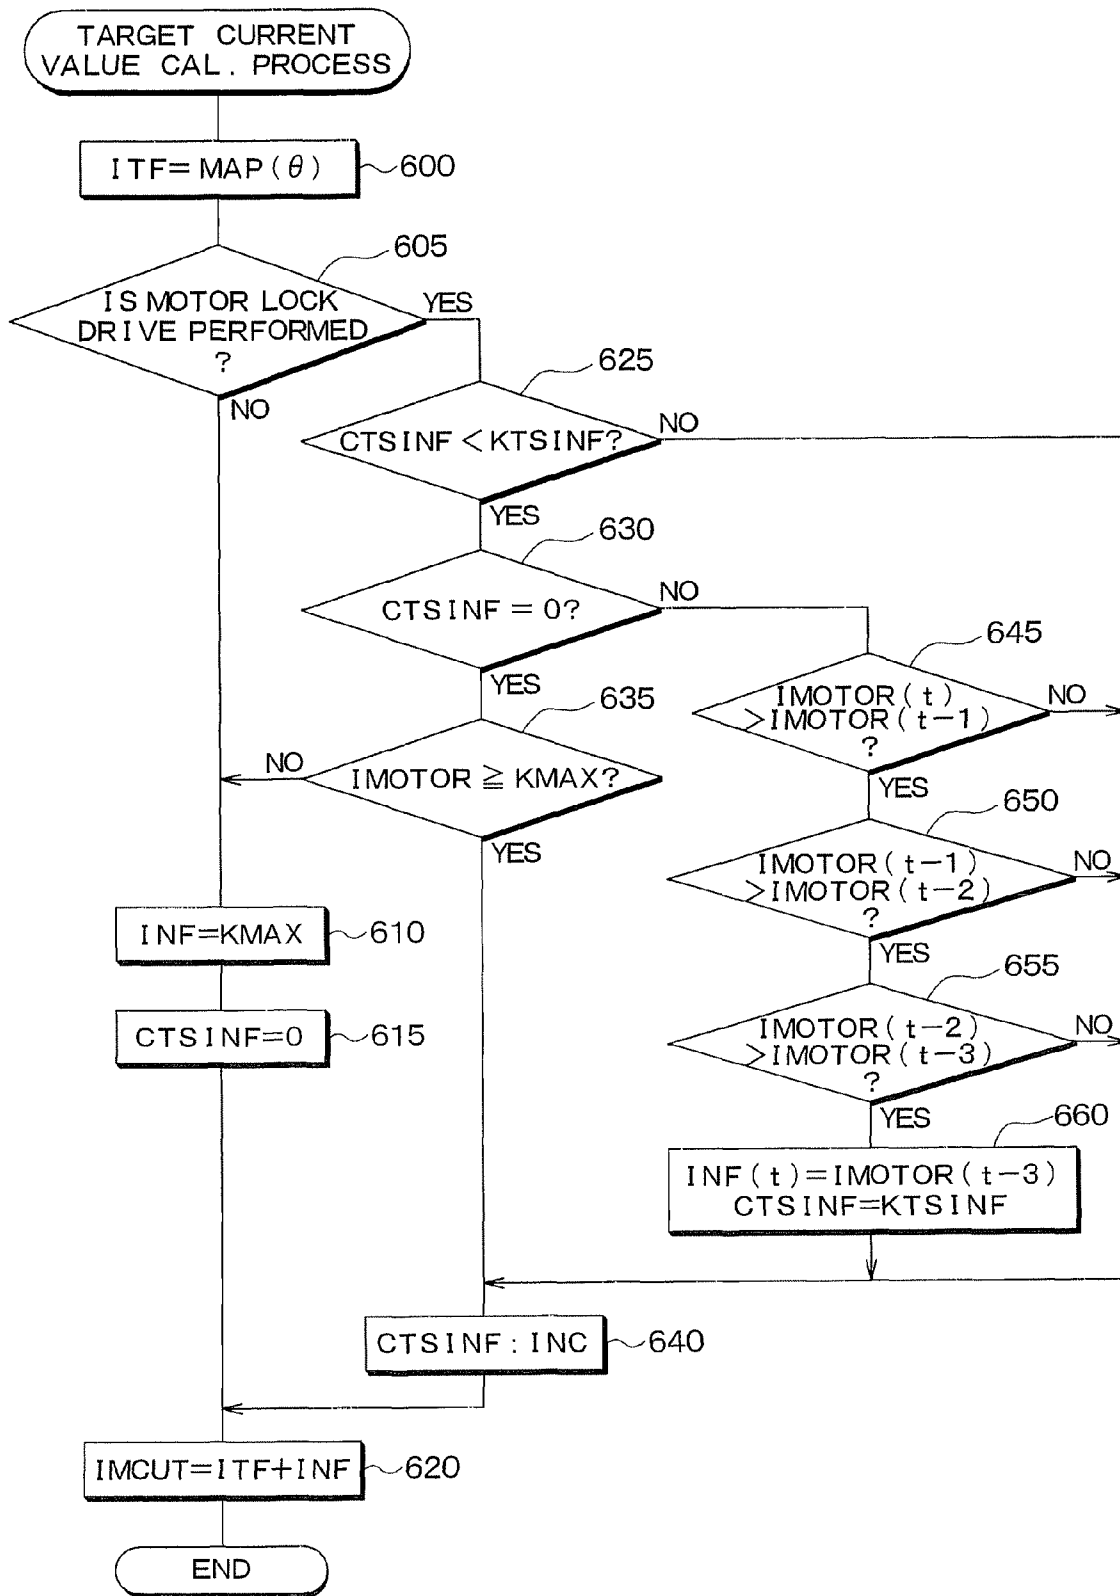 TARGET CURRENT
VALUE CAL. PROCESS
ITF=MAP(θ)
600
605
IS MOTOR LOCK
DRIVE PERFORMED
?
YES
NO
625
CTSINF<KTSINF?
NO
YES
630
CTSINF=0?
NO
YES
645
IMOTOR(t)
>IMOTOR(t-1)
?
NO
YES
635
IMOTOR≧KMAX?
NO
YES
650
IMOTOR(t-1)
>IMOTOR(t-2)
?
NO
YES
INF=KMAX
610
655
IMOTOR(t-2)
>IMOTOR(t-3)
?
NO
YES
CTSINF=0
615
660
INF(t)=IMOTOR(t-3)
CTSINF=KTSINF
CTSINF:INC
640
IMCUT=ITF+INF
620
END